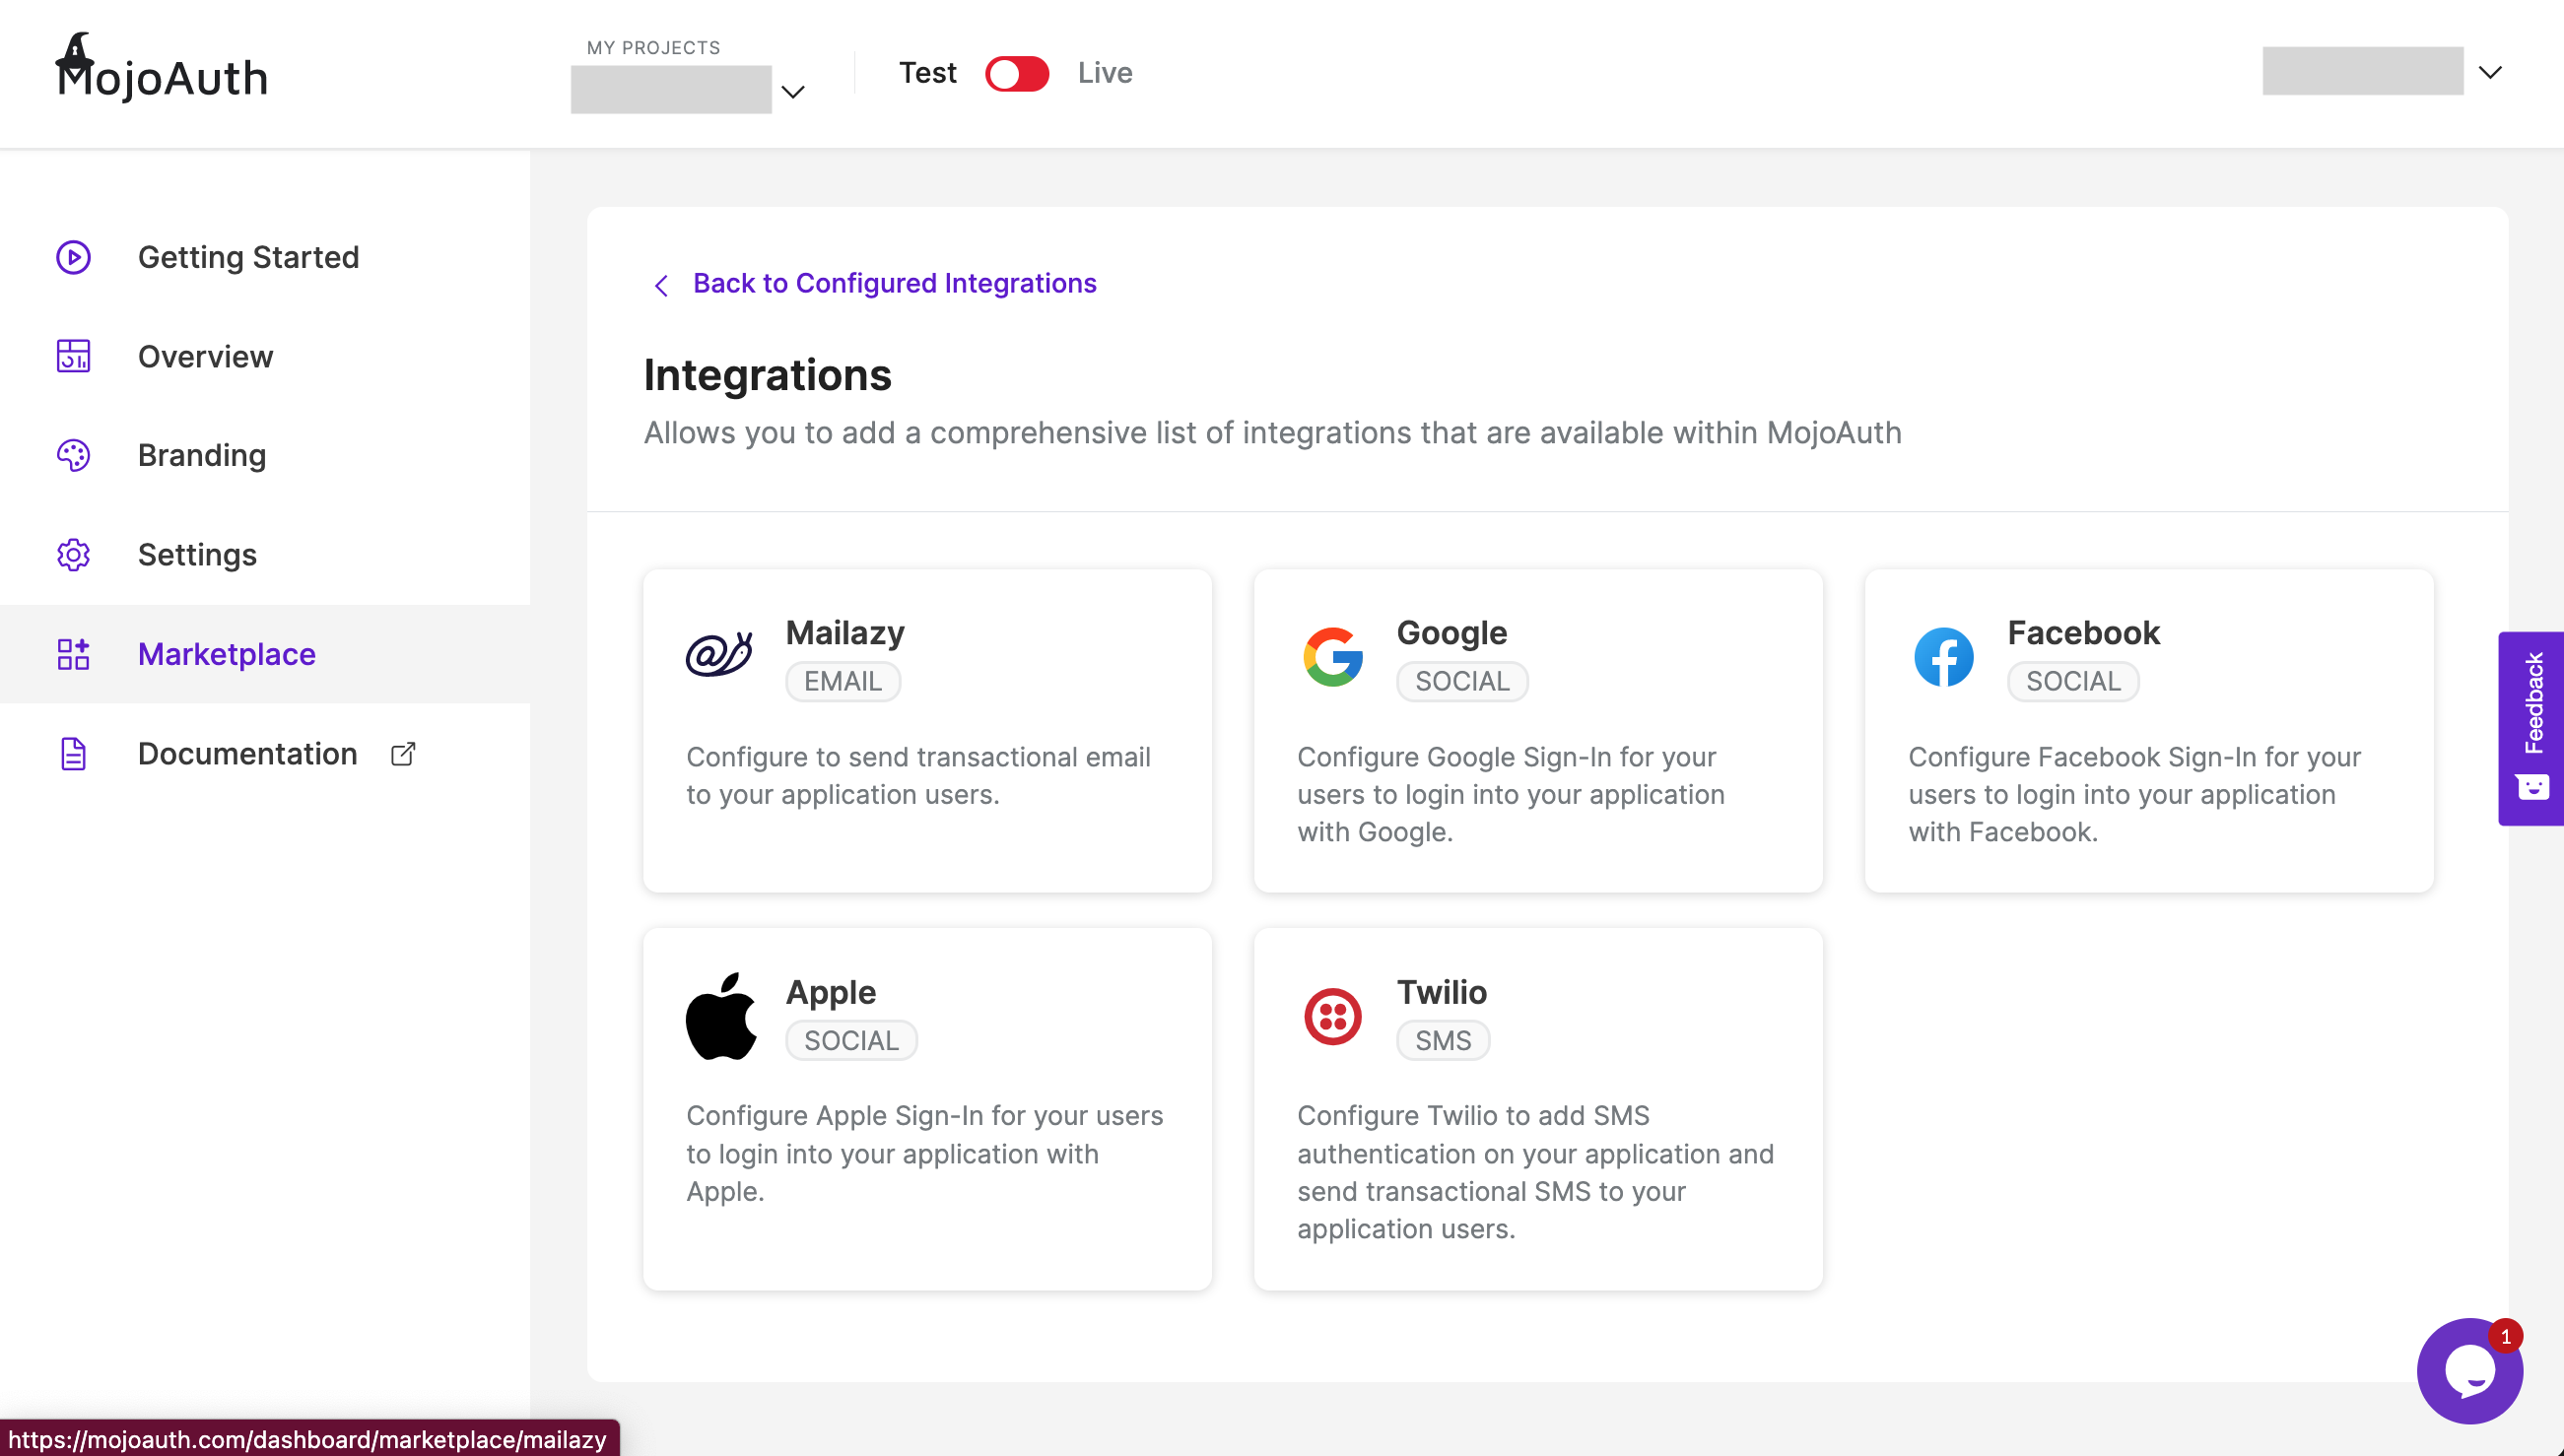 MojoAuth
MY PROJECTS
Test
Live
Getting Started
Overview
Branding
Settings
Marketplace
Documentation
Back to Configured Integrations
Integrations
Allows you to add a comprehensive list of integrations that are available within MojoAuth
Mailazy
EMAIL
Configure to send transactional email
to your application users.
Google
SOCIAL
Configure Google Sign-In for your
users to login into your application
with Google.
Facebook
SOCIAL
Configure Facebook Sign-In for your
users to login into your application
with Facebook.
Apple
SOCIAL
Configure Apple Sign-In for your users
to login into your application with
Apple.
Twilio
SMS
Configure Twilio to add SMS
authentication on your application and
send transactional SMS to your
application users.
Feedback
1
https://mojoauth.com/dashboard/marketplace/mailazy